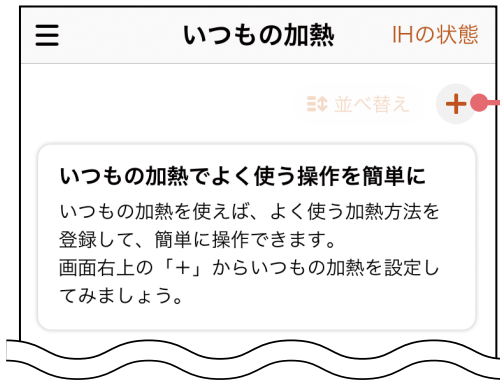 いつもの加熱
IHの状態
並べ替え
+
いつもの加熱でよく使う操作を簡単に
いつもの加熱を使えば、よく使う加熱方法を
登録して、簡単に操作できます。
画面右上の「+」からいつもの加熱を設定し
てみましょう。